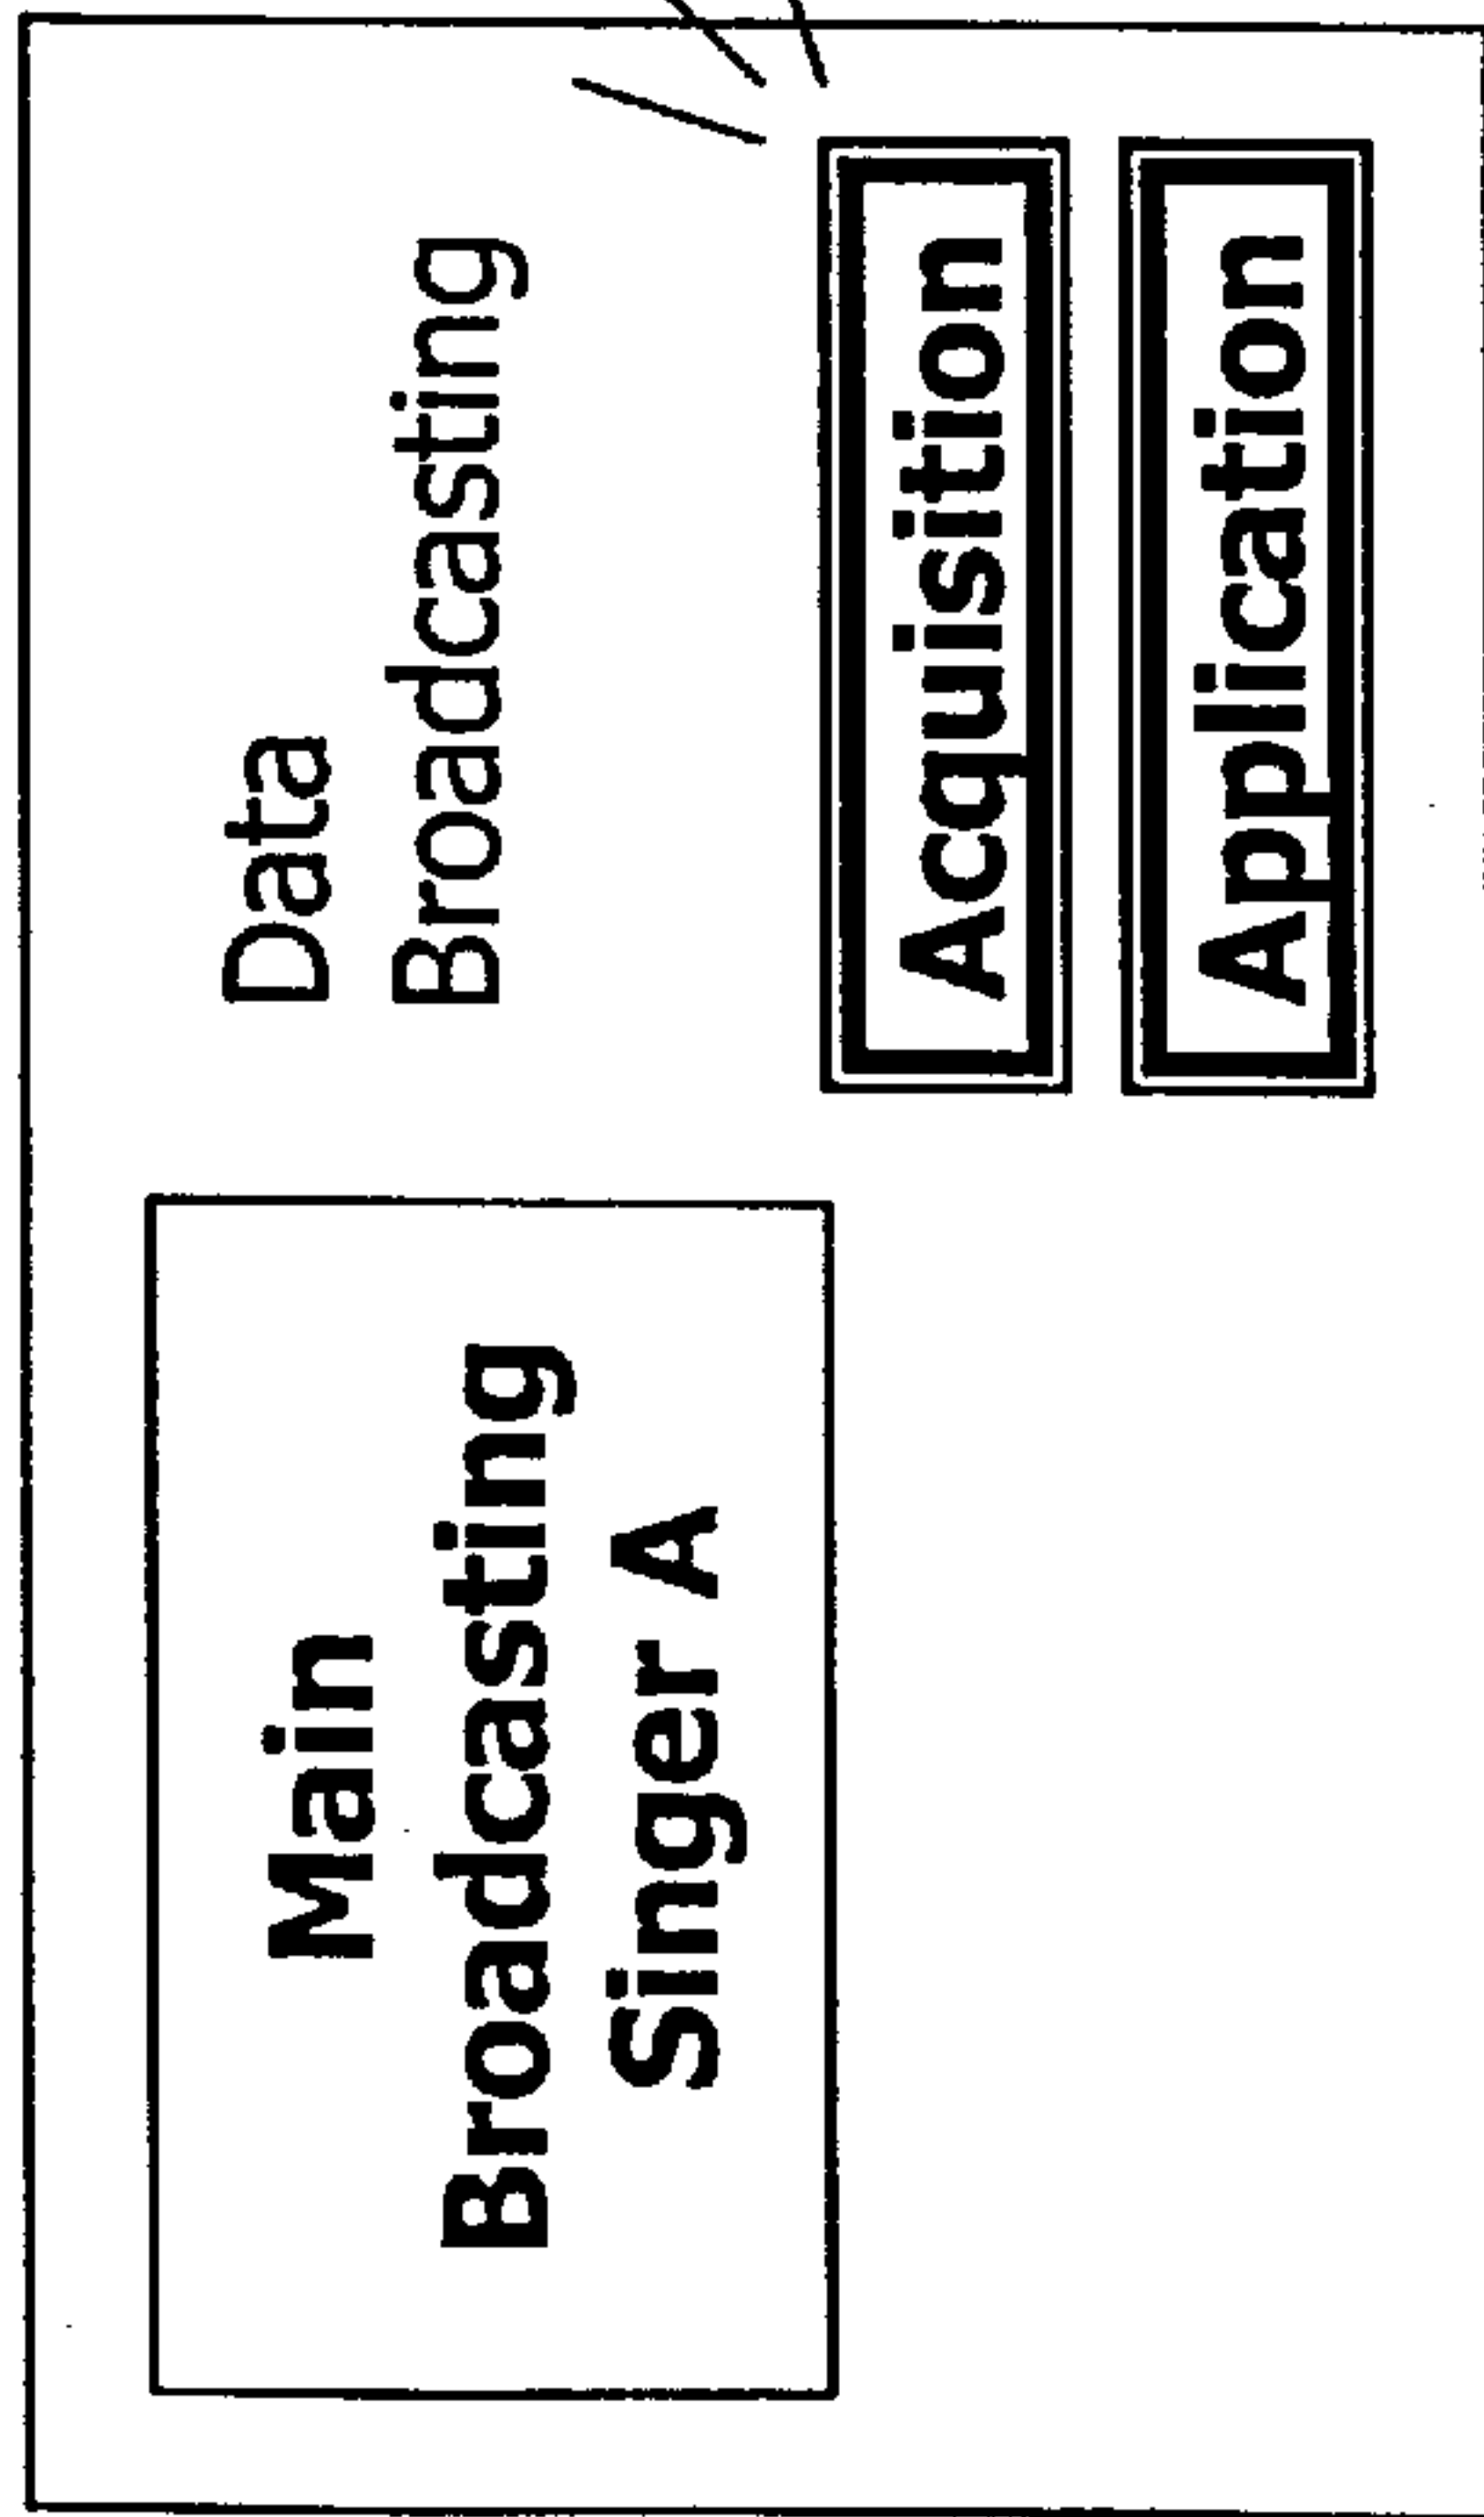 Main
Broadcasting
Singer A
Data
Broadcasting
Acquisition
Application